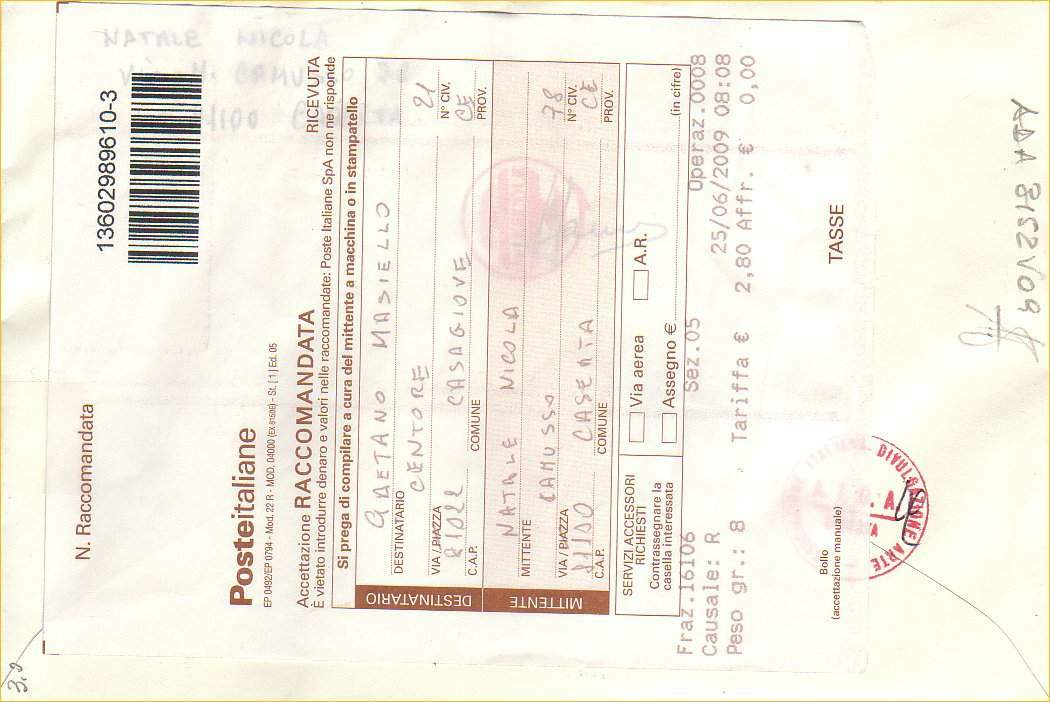 N. Raccomandata
13602989610-3
Posteitaliane
EP 0492/EP 0794 - Mod. 22 R - MOD. 04000 (EX 81506) - St. [1] Ed. 05
Accettazione RACCOMANDATA
RICEVUTA
È vietato introdurre denaro e valori nelle raccomandate: Poste Italiane SpA non ne risponde
Si prega di compilare a cura del mittente a macchina o in stampatello
DESTINATARIO
GAETANO MASIELLO
DESTINATARIO
CENTORE 21
VIA / PIAZZA N° CIV.
CASAGIOVE CE
C.A.P. COMUNE PROV.
MITTENTE
NATALE NICOLA
MITTENTE
CAMUSSO 78
VIA / PIAZZA N° CIV.
CASERTA CE
C.A.P. COMUNE PROV.
SERVIZI ACCESSORI
RICHIESTI
Contrassegnare la
casella interessata
Via aerea A.R.
Assegno € (in cifre)
Fraz.16106 Sez.05 Operaz.0008
Causale: R 25/06/2009 08:08
Peso gr.: 8 Tariffa € 2,80 Affr. € 0,00
TASSE
Bollo
(accettazione manuale)
DIVULGAZIONE ARTE
NATALE NICOLA